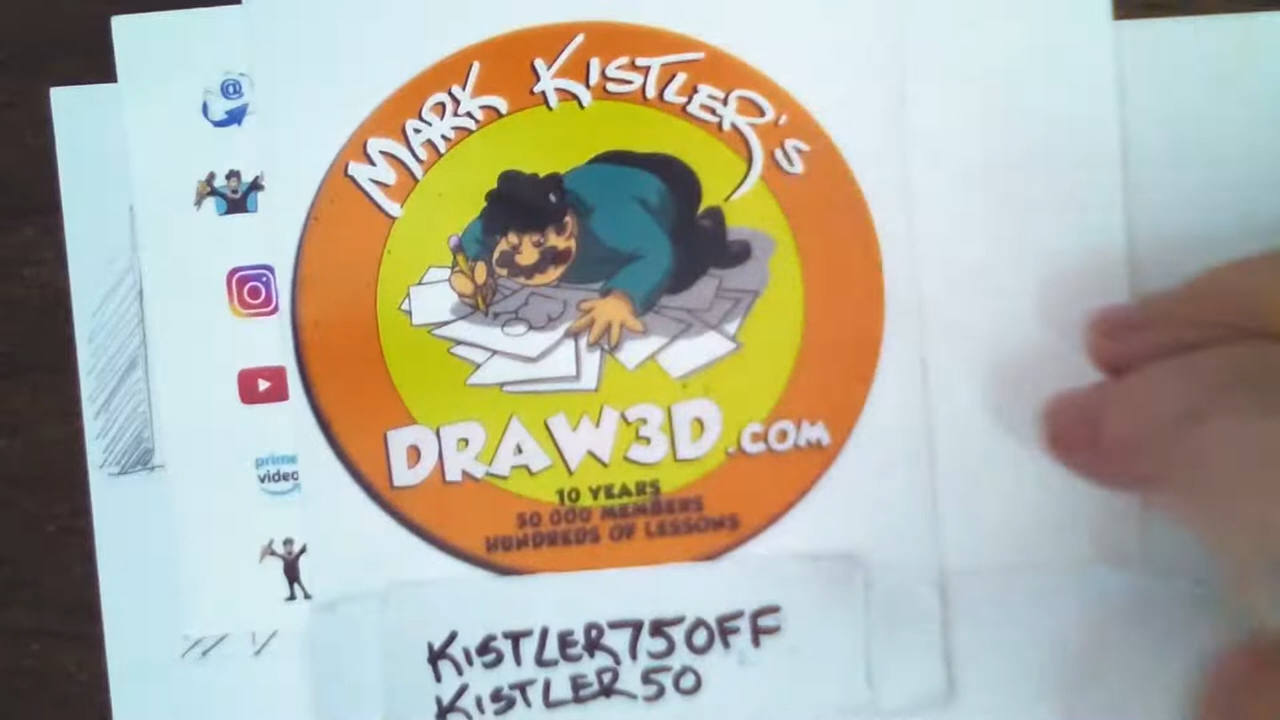 @
MARK KISTLER'S
DRAW3D.COM
10 YEARS
50 000 MEMBERS
HUNDREDS OF LESSONS
prime
video
KISTLER75OFF
KISTLER50